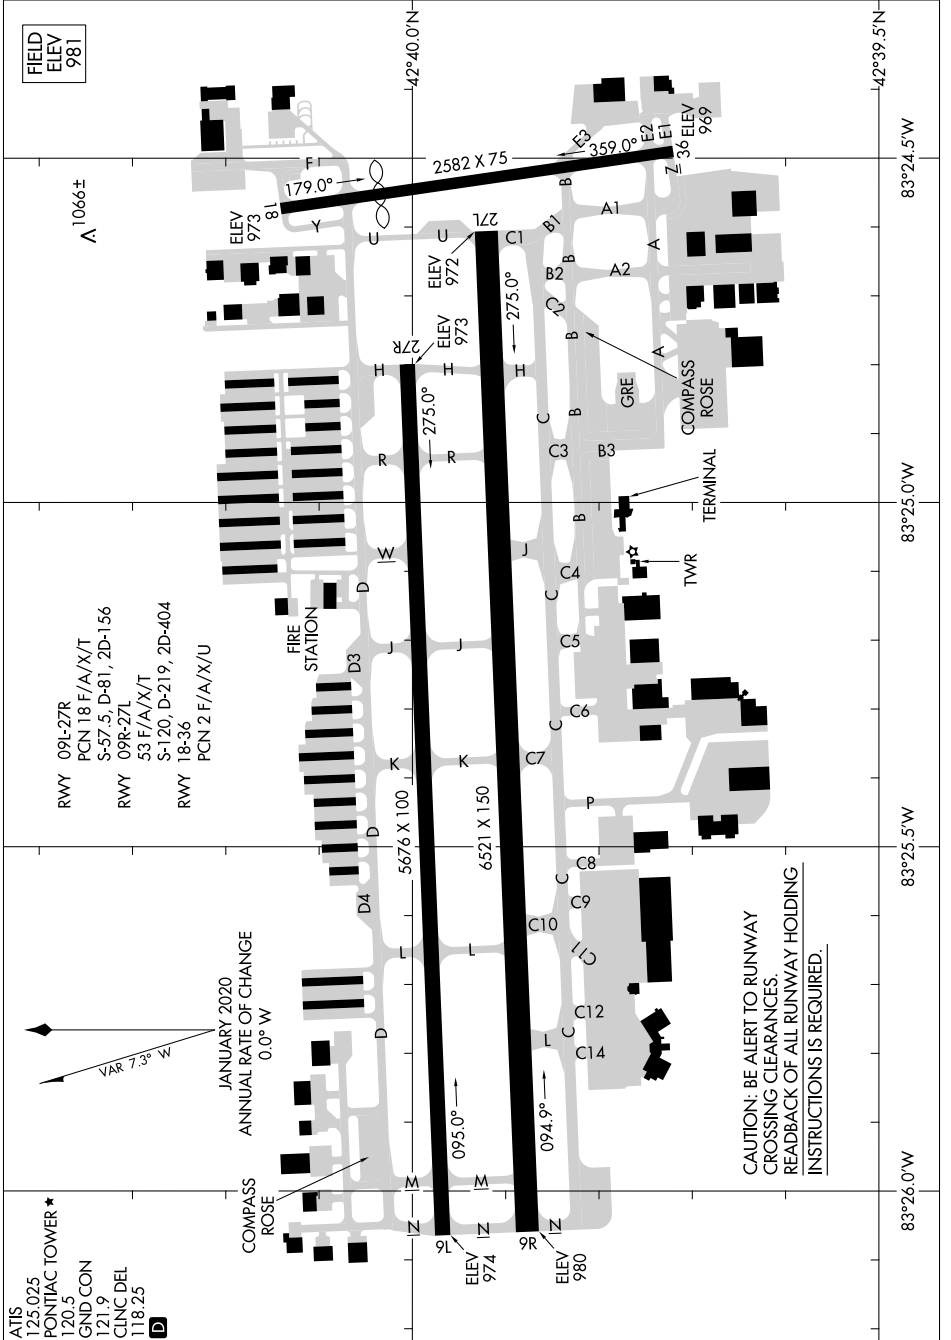 ATIS
125.025
PONTIAC TOWER ★
120.5
GND CON
121.9
CLNC DEL
118.25
D
FIELD
ELEV
981
RWY 09L-27R
PCN 18 F/A/X/T
S-57.5, D-81, 2D-156
RWY 09R-27L
53 F/A/X/T
S-120, D-219, 2D-404
RWY 18-36
PCN 2 F/A/X/U
VAR 7.3° W
JANUARY 2020
ANNUAL RATE OF CHANGE
0.0° W
1066±
COMPASS
ROSE
FIRE
STATION
D
D4
D
D3
D
W
R
H
U
Y
F
18
ELEV
973
179.0°
2582 X 75
359.0°
36
ELEV
969
Z
E1
E2
E3
9L
ELEV
974
095.0°
5676 X 100
275.0°
27R
ELEV
973
N
M
L
K
J
N
M
L
K
J
R
H
U
9R
ELEV
980
094.9°
6521 X 150
275.0°
27L
ELEV
972
N
L
C10
C7
J
H
C1
C
C
C
C
C
C2
B2
B1
C14
C12
C11
C9
C8
P
C6
C5
C4
C3
B
B
B
B
B
B3
A2
A1
A
A
GRE
COMPASS
ROSE
TERMINAL
TWR
CAUTION: BE ALERT TO RUNWAY
CROSSING CLEARANCES.
READBACK OF ALL RUNWAY HOLDING
INSTRUCTIONS IS REQUIRED.
42°40.0'N
42°39.5'N
83°26.0'W
83°25.5'W
83°25.0'W
83°24.5'W